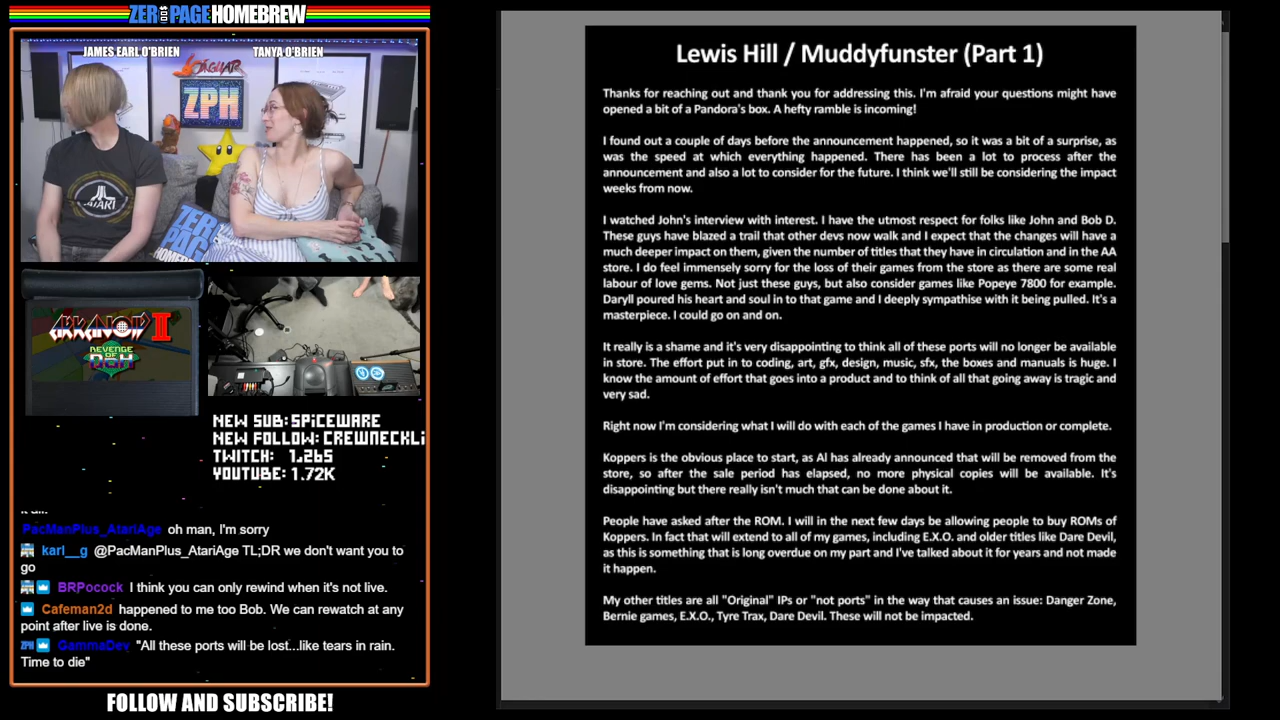 ZER PAGE HOMEBREW
JAMES EARL O'BRIEN
TANYA O'BRIEN
JAGUAR
ZPH
ATARI
ZER
PAG
ARKANOID II
REVENGE
OF
DOH
NEW SUB: SPICEWARE
NEW FOLLOW: CREWNECKLI
TWITCH: 1,265
YOUTUBE: 1.72K
it all.
PacManPlus_AtariAge oh man, I'm sorry
karl__g @PacManPlus_AtariAge TL;DR we don't want you to
go
BRPocock I think you can only rewind when it's not live.
Cafeman2d happened to me too Bob. We can rewatch at any
point after live is done.
ZPH GammaDev "All these ports will be lost...like tears in rain.
Time to die"
FOLLOW AND SUBSCRIBE!
Lewis Hill / Muddyfunster (Part 1)
Thanks for reaching out and thank you for addressing this. I'm afraid your questions might have
opened a bit of a Pandora's box. A hefty ramble is incoming!
I found out a couple of days before the announcement happened, so it was a bit of a surprise, as
was the speed at which everything happened. There has been a lot to process after the
announcement and also a lot to consider for the future. I think we'll still be considering the impact
weeks from now.
I watched John's interview with interest. I have the utmost respect for folks like John and Bob D.
These guys have blazed a trail that other devs now walk and I expect that the changes will have a
much deeper impact on them, given the number of titles that they have in circulation and in the AA
store. I do feel immensely sorry for the loss of their games from the store as there are some real
labour of love gems. Not just these guys, but also consider games like Popeye 7800 for example.
Daryll poured his heart and soul in to that game and I deeply sympathise with it being pulled. It's a
masterpiece. I could go on and on.
It really is a shame and it's very disappointing to think all of these ports will no longer be available
in store. The effort put in to coding, art, gfx, design, music, sfx, the boxes and manuals is huge. I
know the amount of effort that goes into a product and to think of all that going away is tragic and
very sad.
Right now I'm considering what I will do with each of the games I have in production or complete.
Koppers is the obvious place to start, as Al has already announced that will be removed from the
store, so after the sale period has elapsed, no more physical copies will be available. It's
disappointing but there really isn't much that can be done about it.
People have asked after the ROM. I will in the next few days be allowing people to buy ROMs of
Koppers. In fact that will extend to all of my games, including E.X.O. and older titles like Dare Devil,
as this is something that is long overdue on my part and I've talked about it for years and not made
it happen.
My other titles are all "Original" IPs or "not ports" in the way that causes an issue: Danger Zone,
Bernie games, E.X.O., Tyre Trax, Dare Devil. These will not be impacted.